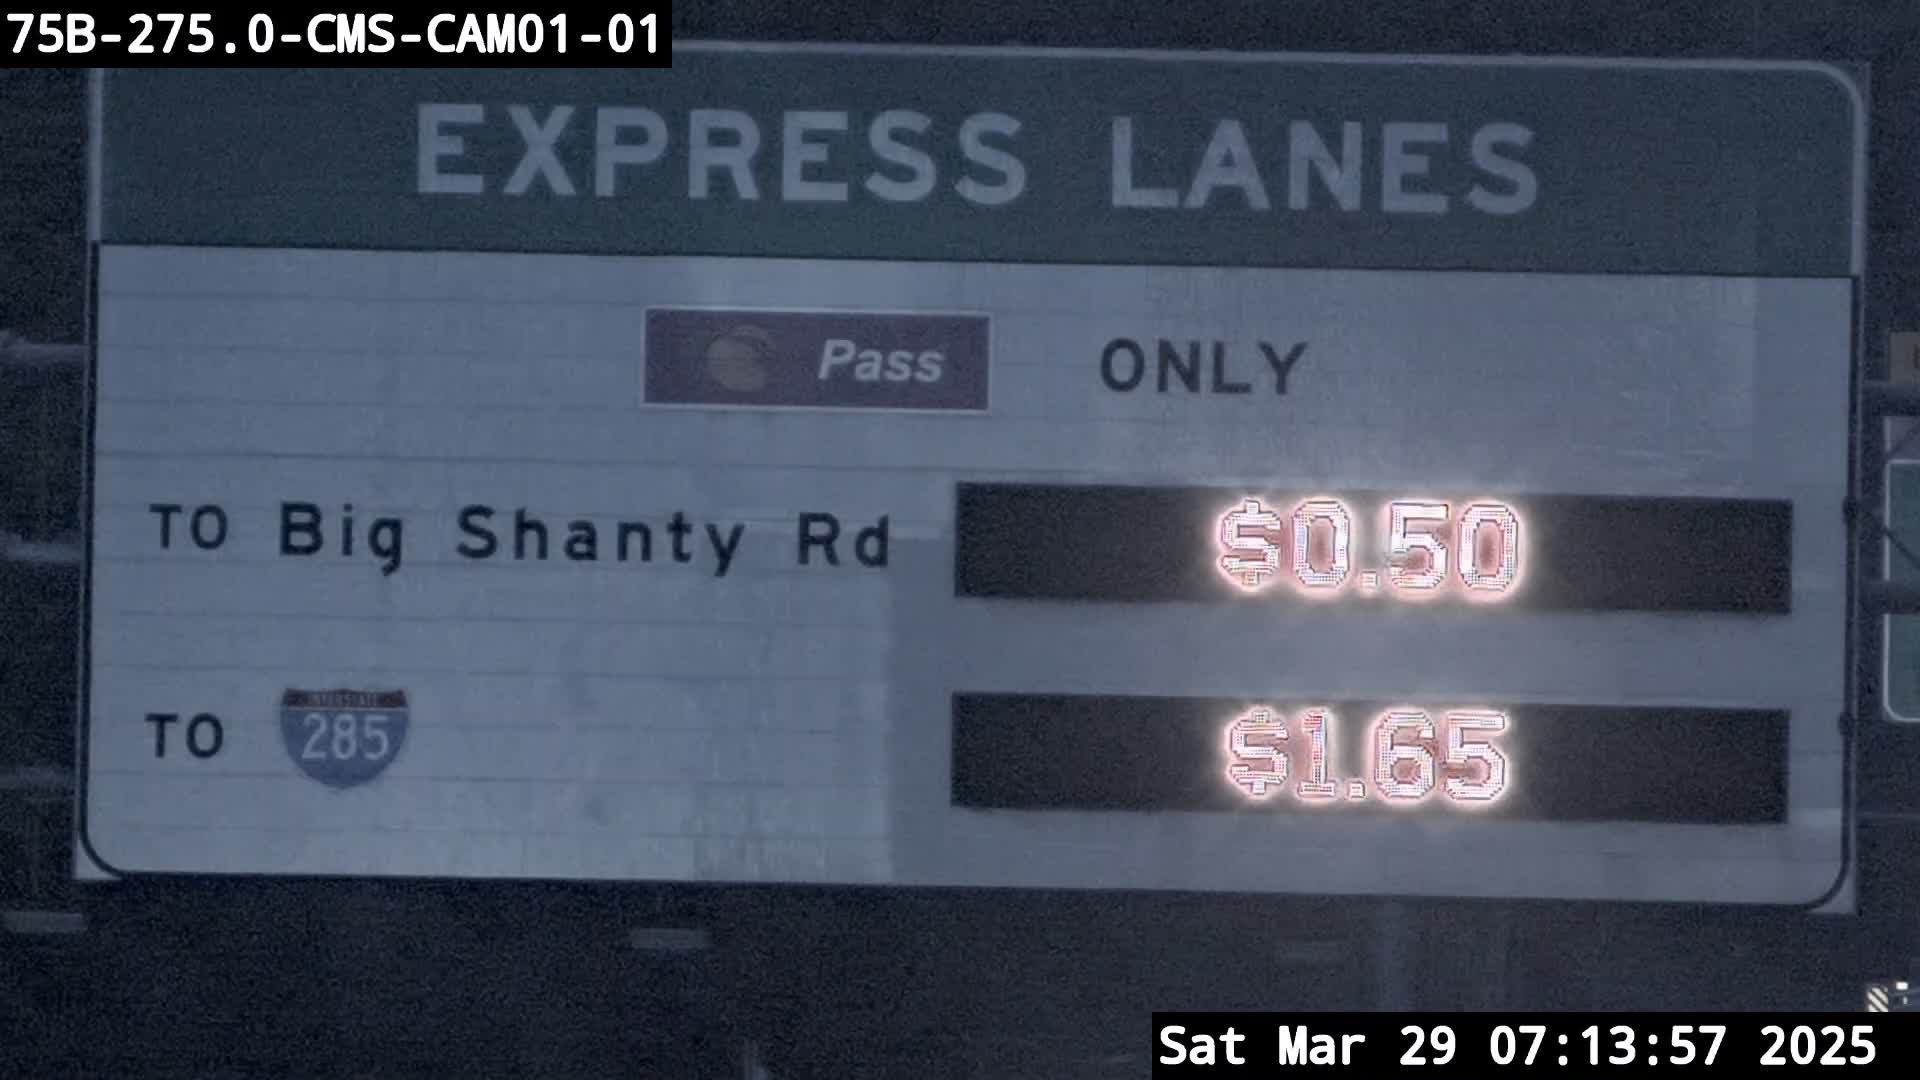 75B-275.0-CMS-CAM01-01
EXPRESS LANES
Pass ONLY
TO Big Shanty Rd $0.50
TO INTERSTATE 285 $1.65
Sat Mar 29 07:13:57 2025